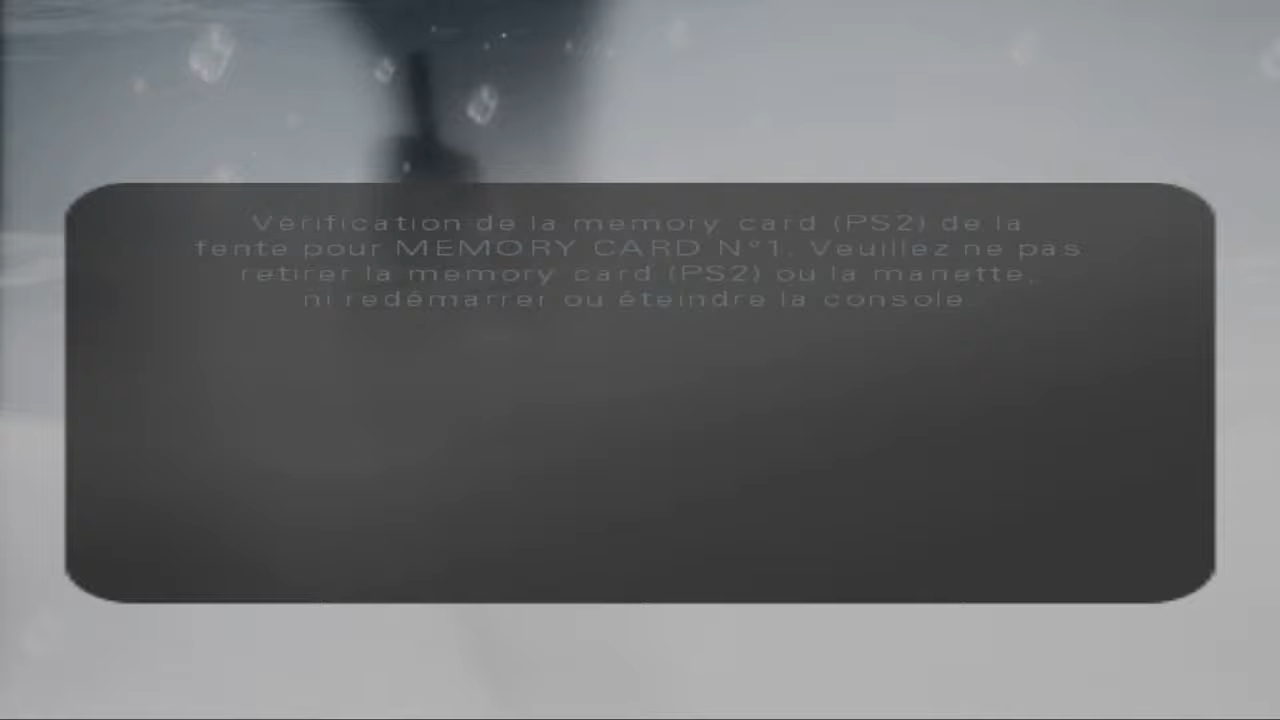 Vérification de la memory card (PS2) de la
fente pour MEMORY CARD N°1. Veuillez ne pas
retirer la memory card (PS2) ou la manette,
ni redémarrer ou éteindre la console.